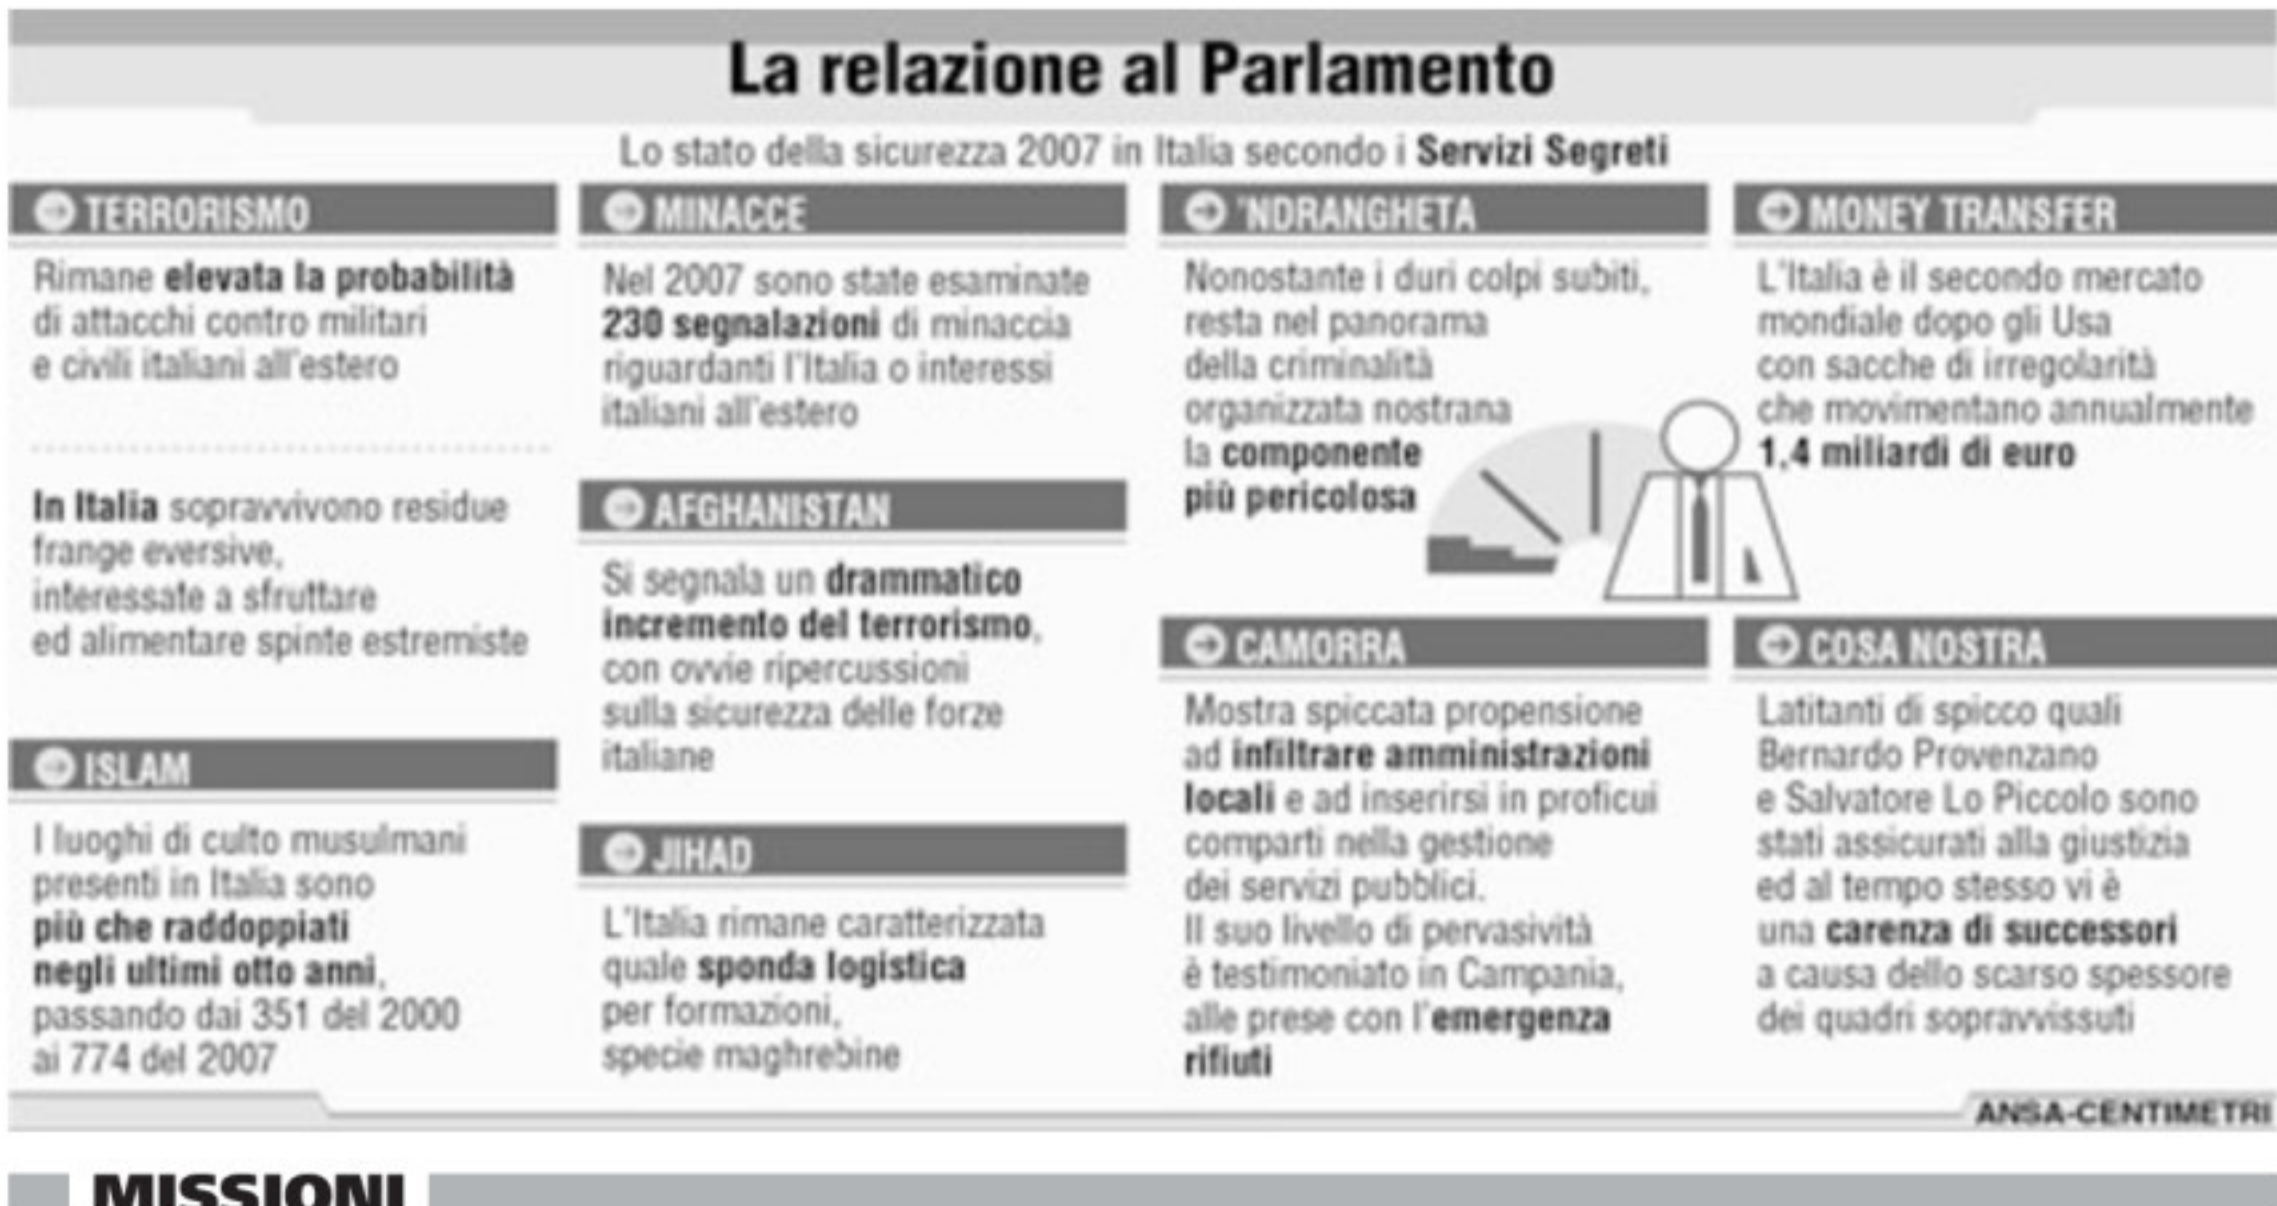 La relazione al Parlamento
Lo stato della sicurezza 2007 in Italia secondo i Servizi Segreti
TERRORISMO
Rimane elevata la probabilità
di attacchi contro militari
e civili italiani all'estero
In Italia sopravvivono residue
frange eversive,
interessate a sfruttare
ed alimentare spinte estremiste
ISLAM
I luoghi di culto musulmani
presenti in Italia sono
più che raddoppiati
negli ultimi otto anni,
passando dai 351 del 2000
ai 774 del 2007
MINACCE
Nel 2007 sono state esaminate
230 segnalazioni di minaccia
riguardanti l'Italia o interessi
italiani all'estero
AFGHANISTAN
Si segnala un drammatico
incremento del terrorismo,
con ovvie ripercussioni
sulla sicurezza delle forze
italiane
JIHAD
L'Italia rimane caratterizzata
quale sponda logistica
per formazioni,
specie maghrebine
'NDRANGHETA
Nonostante i duri colpi subiti,
resta nel panorama
della criminalità
organizzata nostrana
la componente
più pericolosa
CAMORRA
Mostra spiccata propensione
ad infiltrare amministrazioni
locali e ad inserirsi in proficui
comparti nella gestione
dei servizi pubblici.
Il suo livello di pervasività
è testimoniato in Campania,
alle prese con l'emergenza
rifiuti
MONEY TRANSFER
L'Italia è il secondo mercato
mondiale dopo gli Usa
con sacche di irregolarità
che movimentano annualmente
1,4 miliardi di euro
COSA NOSTRA
Latitanti di spicco quali
Bernardo Provenzano
e Salvatore Lo Piccolo sono
stati assicurati alla giustizia
ed al tempo stesso vi è
una carenza di successori
a causa dello scarso spessore
dei quadri sopravvissuti
ANSA-CENTIMETRI
MISSIONI